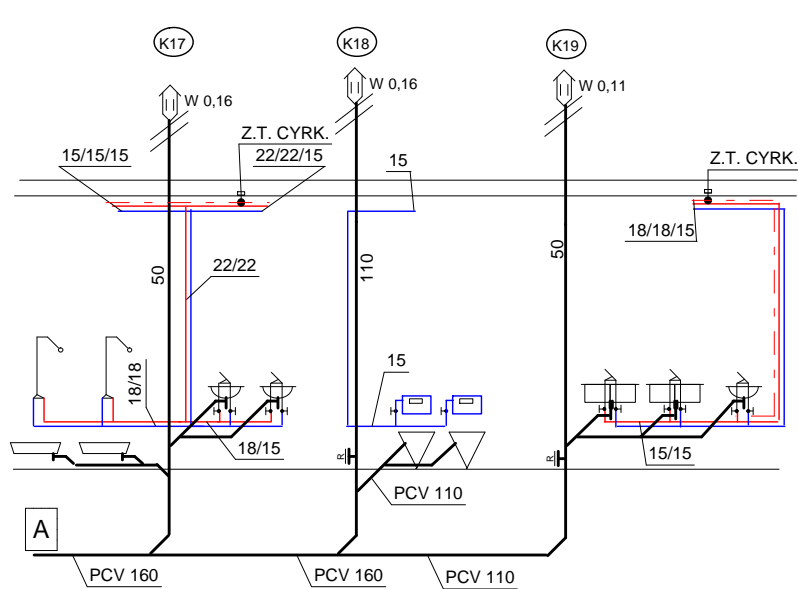 K17
K18
K19
W 0,16
W 0,16
W 0,11
Z.T. CYRK.
15/15/15
22/22/15
15
Z.T. CYRK.
18/18/15
50
22/22
110
50
18/18
15
18/15
15/15
R
R
PCV 110
A
PCV 160
PCV 160
PCV 110